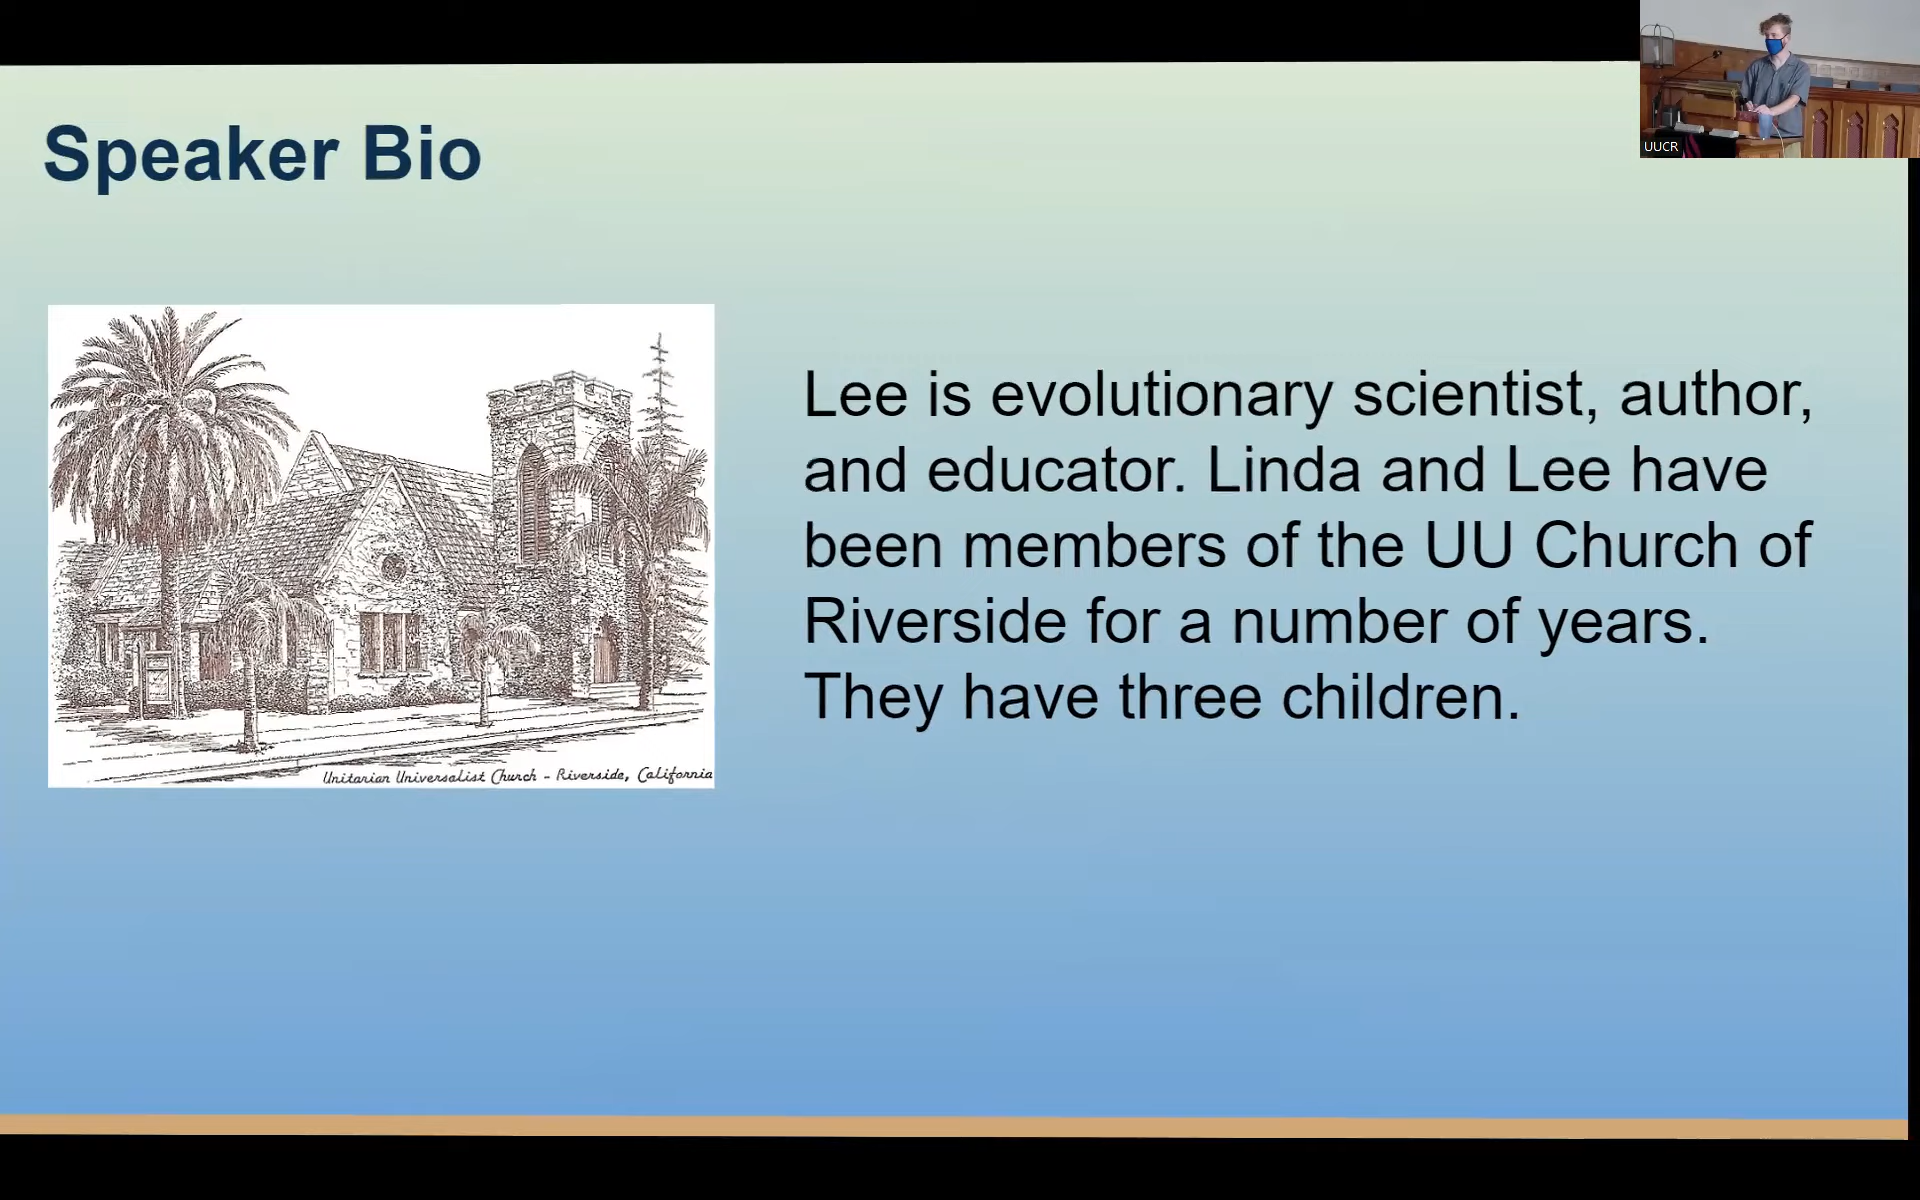 UUCR
Speaker Bio
Lee is evolutionary scientist, author,
and educator. Linda and Lee have
been members of the UU Church of
Riverside for a number of years.
They have three children.
Unitarian Universalist Church - Riverside, California